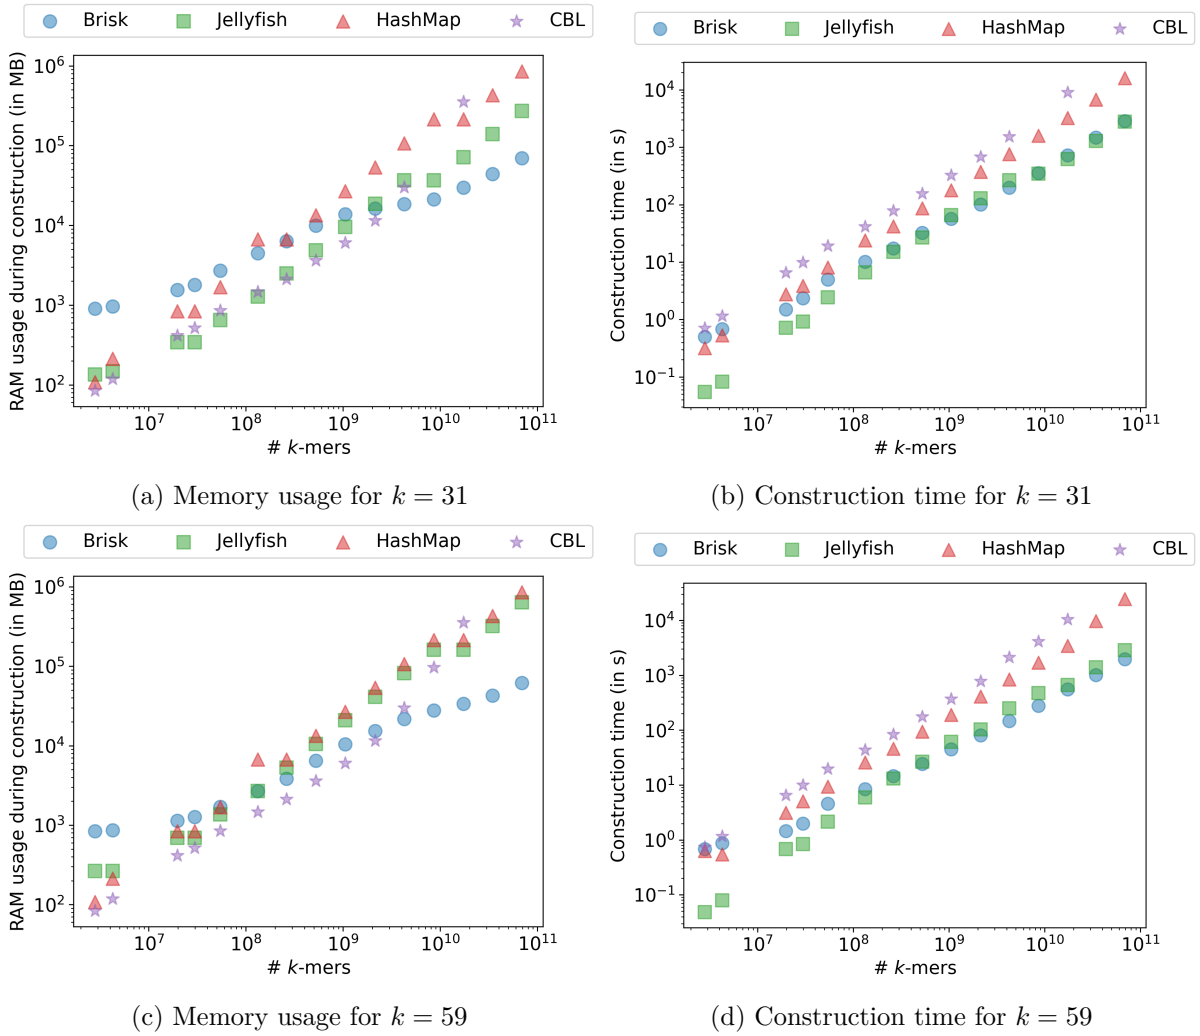 Brisk Jellyfish HashMap CBL
RAM usage during construction (in MB)
10^6
10^5
10^4
10^3
10^2
10^7 10^8 10^9 10^10 10^11
# k-mers
(a) Memory usage for k = 31
Brisk Jellyfish HashMap CBL
Construction time (in s)
10^4
10^3
10^2
10^1
10^0
10^−1
10^7 10^8 10^9 10^10 10^11
# k-mers
(b) Construction time for k = 31
Brisk Jellyfish HashMap CBL
RAM usage during construction (in MB)
10^6
10^5
10^4
10^3
10^2
10^7 10^8 10^9 10^10 10^11
# k-mers
(c) Memory usage for k = 59
Brisk Jellyfish HashMap CBL
Construction time (in s)
10^4
10^3
10^2
10^1
10^0
10^−1
10^7 10^8 10^9 10^10 10^11
# k-mers
(d) Construction time for k = 59